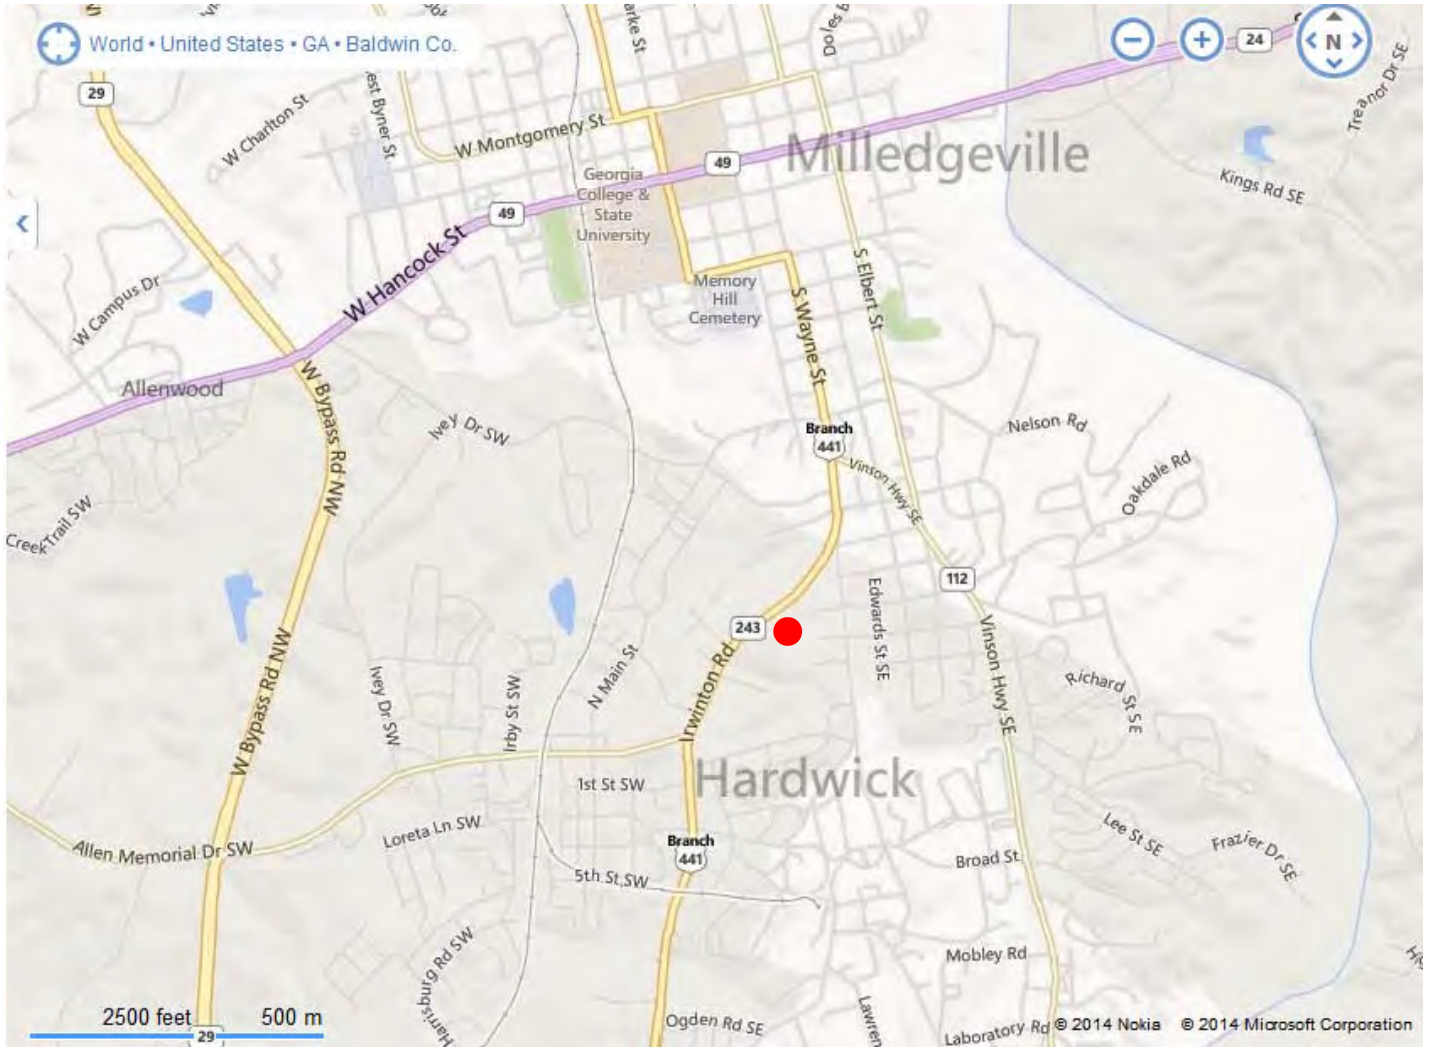 World • United States • GA • Baldwin Co.
29
24
N
W Charlton St
est Byner St
arke St
W Montgomery St
Milledgeville
Treanor Dr SE
Kings Rd SE
49
49
Georgia
College &
State
University
W Hancock St
W Campus Dr
Memory
Hill
Cemetery
S Elbert St
S Wayne St
Allenwood
W Bypass Rd NW
Ivey Dr SW
Branch
441
Nelson Rd
Vinson Hwy SE
Oakdale Rd
Creek Trail SW
112
Edwards St SE
243
Irwinton Rd
N Main St
Vinson Hwy SE
W Bypass Rd NW
Ivey Dr SW
Irby St SW
Richard St SE
1st St SW
Hardwick
Loreta Ln SW
Allen Memorial Dr SW
Branch
441
Lee St SE
Frazier Dr SE
Broad St
5th St SW
Harrisburg Rd SW
Mobley Rd
Lawren
Ogden Rd SE
Laboratory Rd
2500 feet
500 m
29
© 2014 Nokia © 2014 Microsoft Corporation